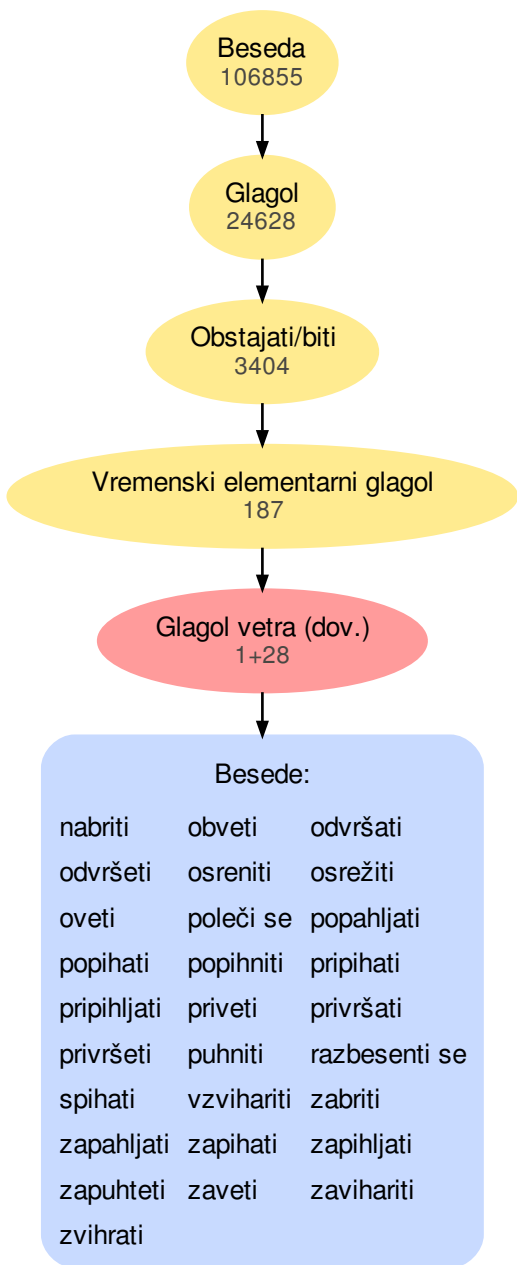 Beseda
106855
Glagol
24628
Obstajati/biti
3404
Vremenski elementarni glagol
187
Glagol vetra (dov.)
1+28
Besede:
nabriti obveti odvršati
odvršeti osreniti osrežiti
oveti poleči se popahljati
popihati popihniti pripihati
pripihljati priveti privršati
privršeti puhniti razbesenti se
spihati vzvihariti zabriti
zapahljati zapihati zapihljati
zapuhteti zaveti zavihariti
zvihrati